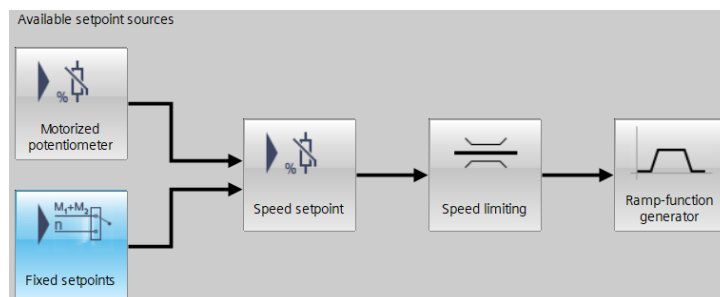 Available setpoint sources
%
Motorized
potentiometer
M1+M2
n
Fixed setpoints
%
Speed setpoint
Speed limiting
Ramp-function
generator